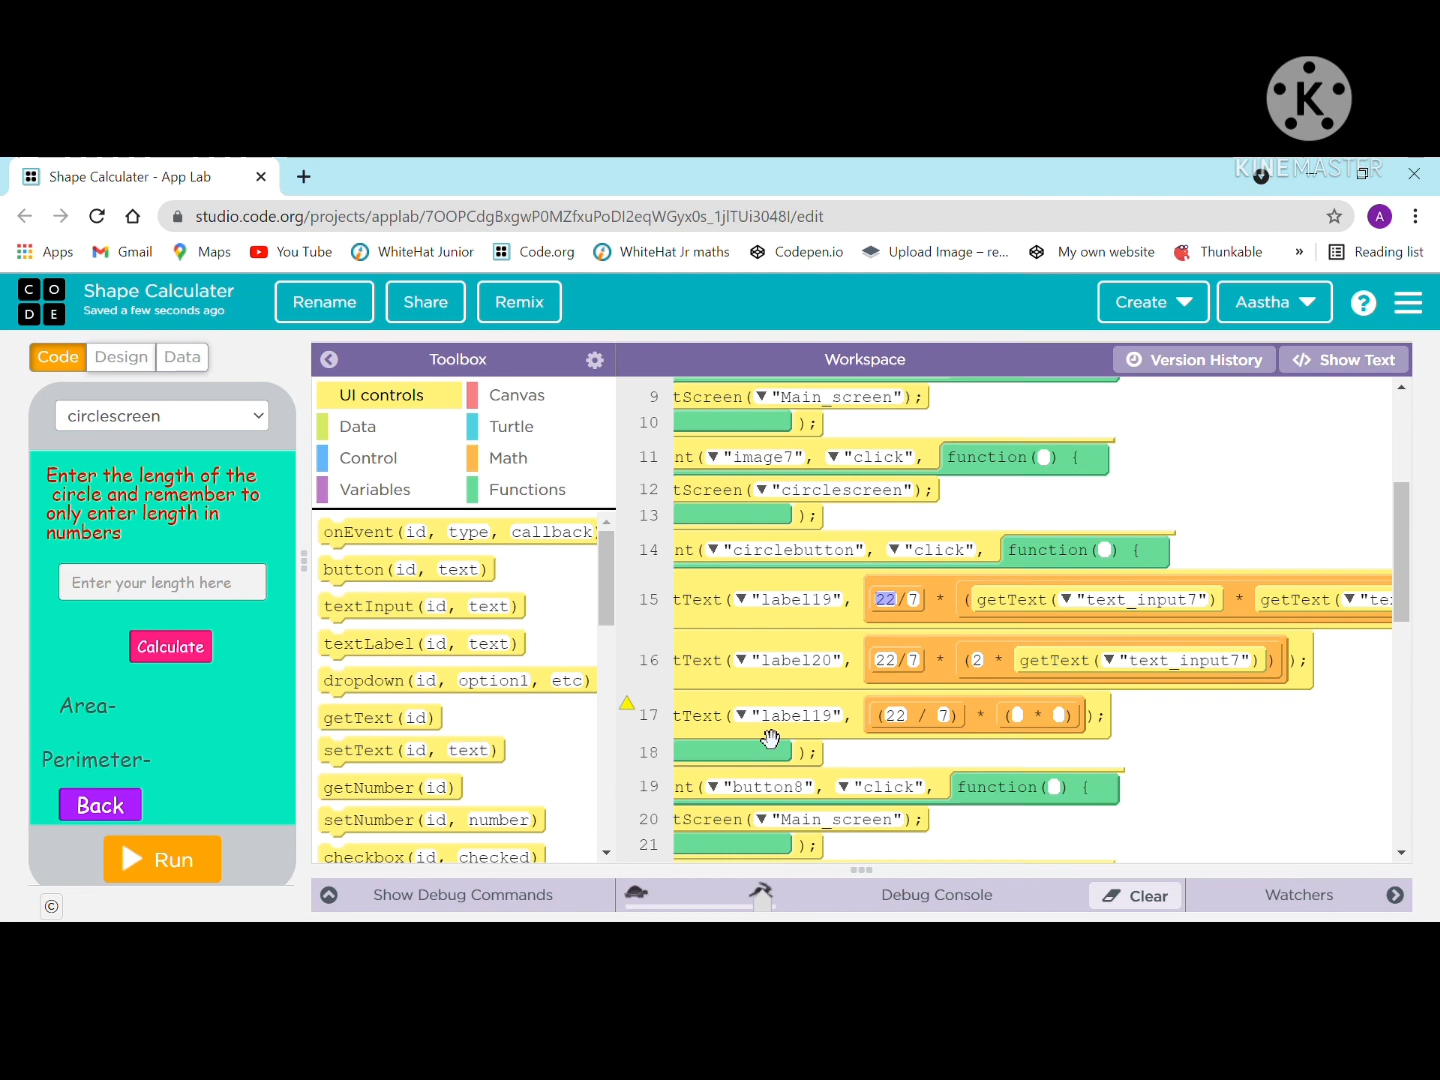 K
KINEMASTER
Shape Calculater - App Lab
studio.code.org/projects/applab/7OOPCdgBxgwP0MZfxuPoDI2eqWGyx0s_1jlTUi3048I/edit
A
Apps
Gmail
Maps
You Tube
WhiteHat Junior
Code.org
WhiteHat Jr maths
Codepen.io
Upload Image – re...
My own website
Thunkable
»
Reading list
C O
D E
Shape Calculater
Saved a few seconds ago
Rename
Share
Remix
Create
Aastha
?
Code
Design
Data
Toolbox
Workspace
Version History
</> Show Text
circlescreen
Enter the length of the
circle and remember to
only enter length in
numbers
Enter your length here
Calculate
Area-
Perimeter-
Back
Run
©
UI controls
Canvas
Data
Turtle
Control
Math
Variables
Functions
onEvent(id, type, callback)
button(id, text)
textInput(id, text)
textLabel(id, text)
dropdown(id, option1, etc)
getText(id)
setText(id, text)
getNumber(id)
setNumber(id, number)
checkbox(id, checked)
9 tScreen(▼"Main_screen");
10 );
11 nt(▼"image7", ▼"click", function( ) {
12 tScreen(▼"circlescreen");
13 );
14 nt(▼"circlebutton", ▼"click", function( ) {
15 tText(▼"label19", 22/7 * (getText(▼"text_input7") * getText(▼"te
16 tText(▼"label20", 22/7 * (2 * getText(▼"text_input7")));
17 tText(▼"label19", (22 / 7) * ( * ));
18 );
19 nt(▼"button8", ▼"click", function( ) {
20 tScreen(▼"Main_screen");
21 );
Show Debug Commands
Debug Console
Clear
Watchers